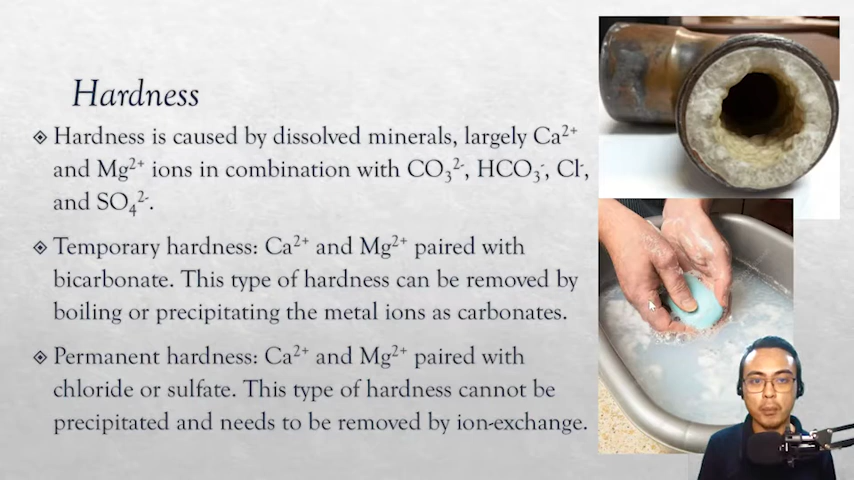 Hardness
Hardness is caused by dissolved minerals, largely Ca²⁺
and Mg²⁺ ions in combination with CO₃²⁻, HCO₃⁻, Cl⁻,
and SO₄²⁻.
Temporary hardness: Ca²⁺ and Mg²⁺ paired with
bicarbonate. This type of hardness can be removed by
boiling or precipitating the metal ions as carbonates.
Permanent hardness: Ca²⁺ and Mg²⁺ paired with
chloride or sulfate. This type of hardness cannot be
precipitated and needs to be removed by ion-exchange.